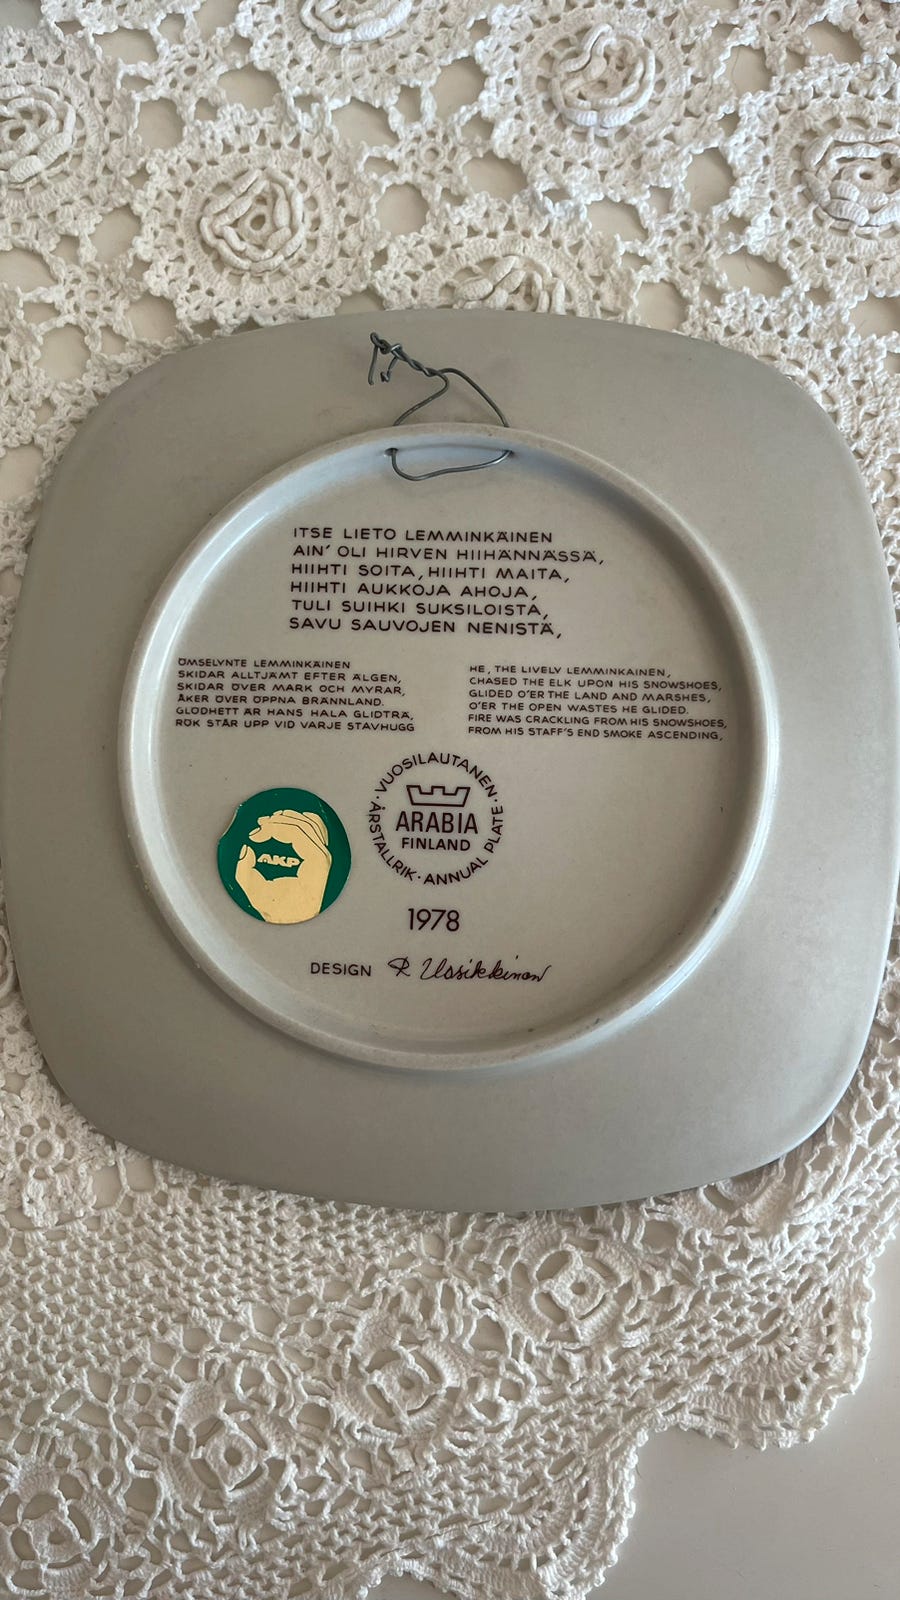 ITSE LIETO LEMMINKÄINEN
AIN' OLI HIRVEN HIIHÄNNÄSSÄ,
HIIHTI SOITA, HIIHTI MAITA,
HIIHTI AUKKOJA AHOJA,
TULI SUIHKI SUKSILOISTA,
SAVU SAUVOJEN NENISTÄ,
ÖMSELYNTE LEMMINKÄINEN
SKIDAR ALLTJÄMT EFTER ÄLGEN,
SKIDAR ÖVER MARK OCH MYRAR,
ÅKER ÖVER ÖPPNA BRÄNNLAND.
GLÖDHETT ÄR HANS HALA GLIDTRÄ,
RÖK STÅR UPP VID VARJE STAVHUGG
HE, THE LIVELY LEMMINKAINEN,
CHASED THE ELK UPON HIS SNOWSHOES,
GLIDED O'ER THE LAND AND MARSHES,
O'ER THE OPEN WASTES HE GLIDED.
FIRE WAS CRACKLING FROM HIS SNOWSHOES,
FROM HIS STAFF'S END SMOKE ASCENDING,
· VUOSILAUTANEN · ANNUAL PLATE · ÅRSTALLRIK
ARABIA
FINLAND
AKP
1978
DESIGN R Uosikkinen